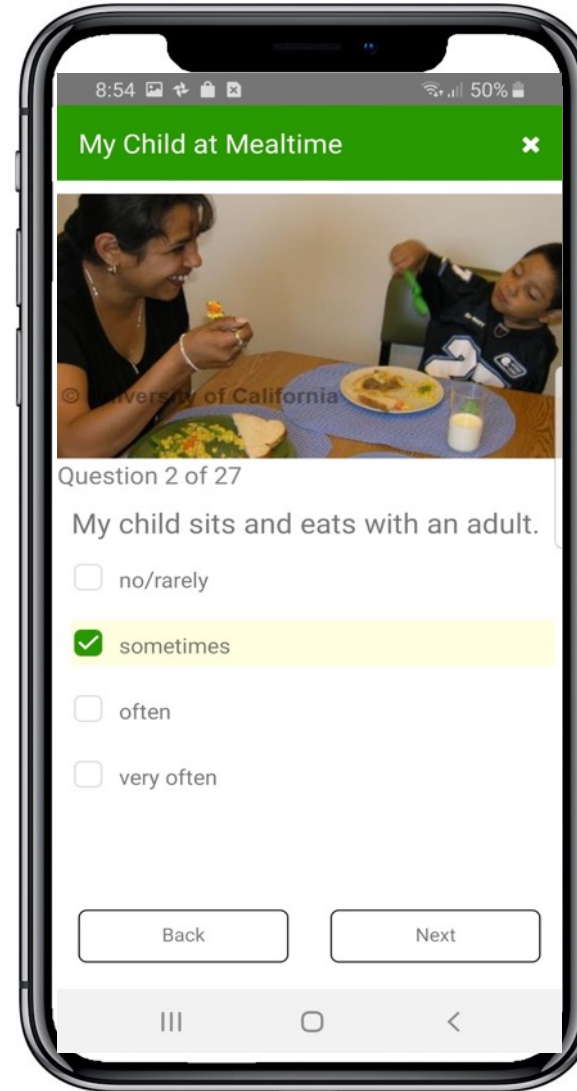 8:54 50%
My Child at Mealtime
© University of California
Question 2 of 27
My child sits and eats with an adult.
no/rarely
sometimes
often
very often
Back Next